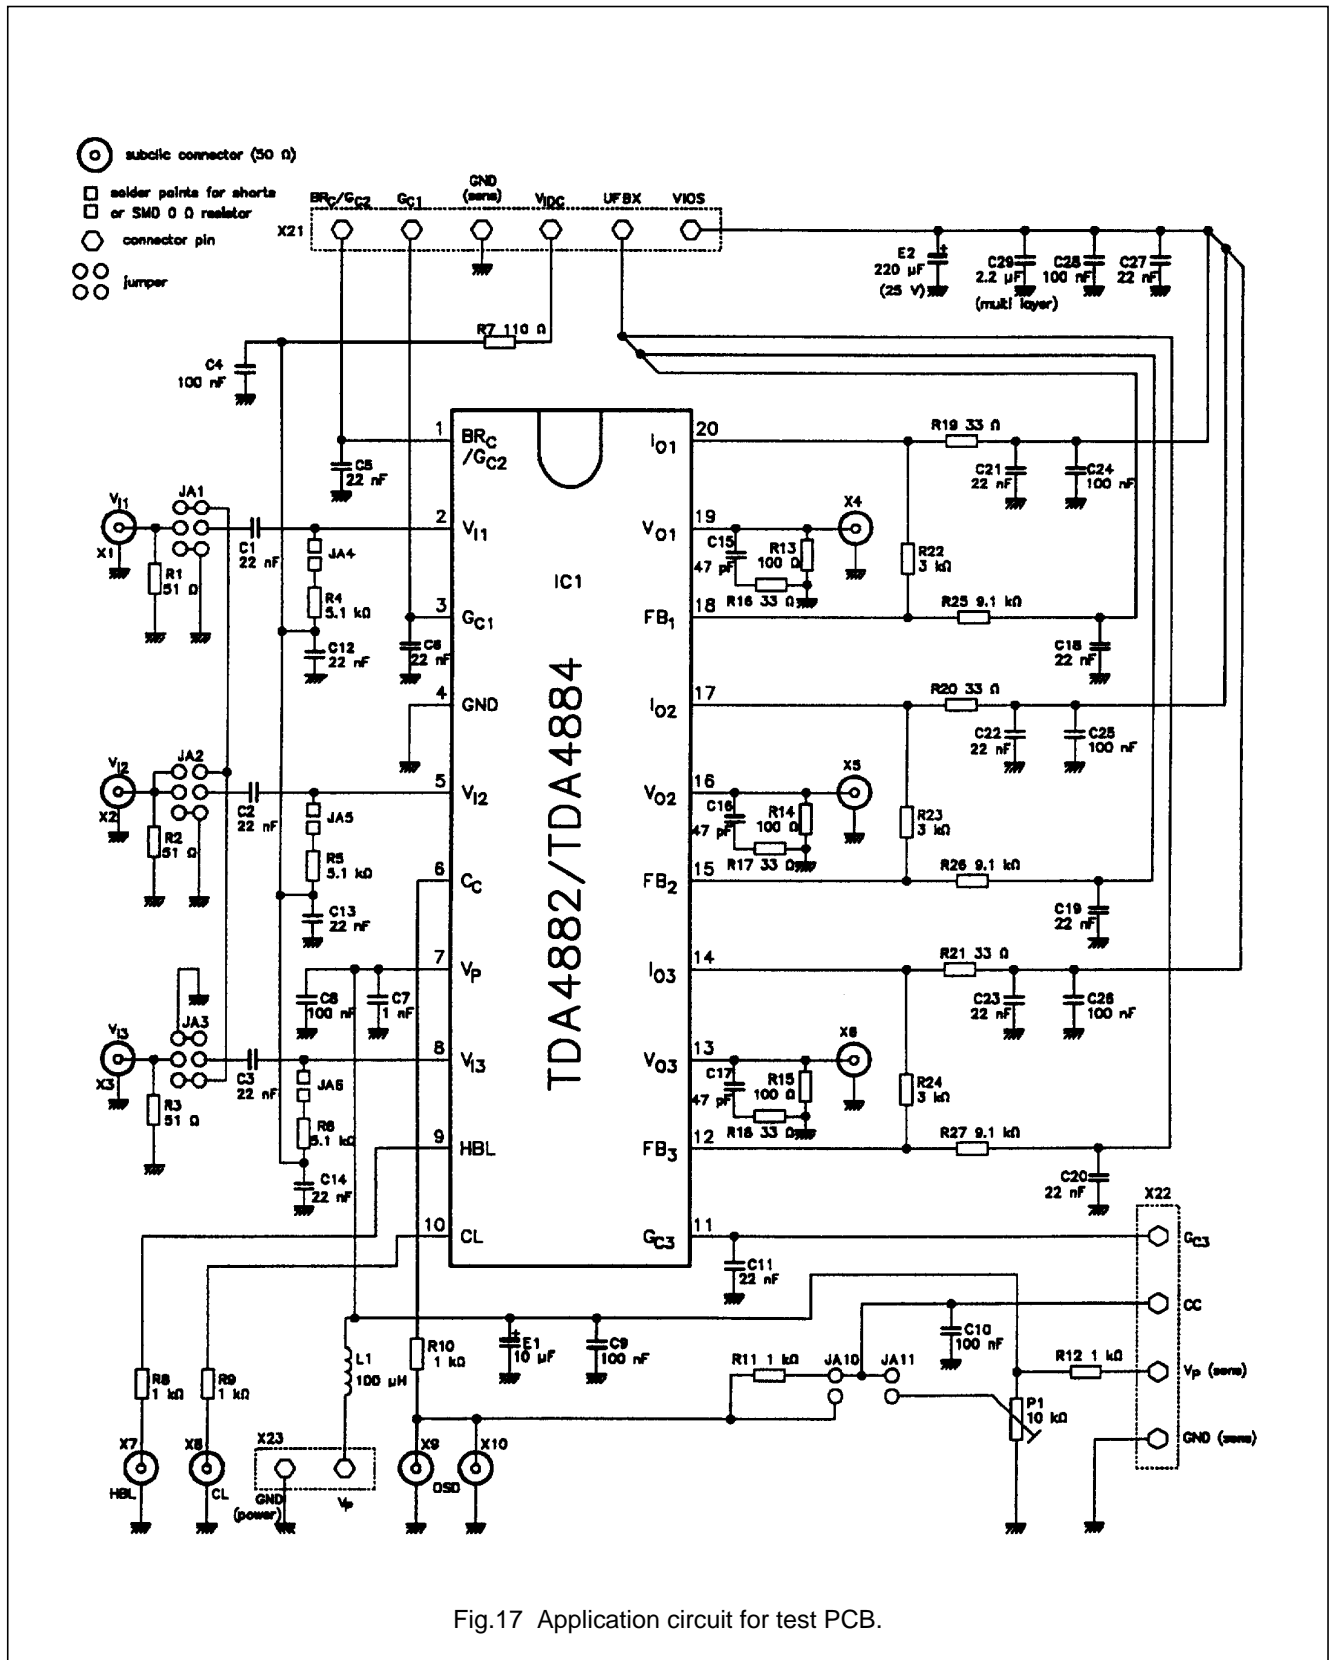 subclic connector (50 Ω)
solder points for shorts
or SMD 0 Ω resistor
connector pin
jumper
X21
BRC/GC2
GC1
GND
(sens)
VIDC
UFBX
VIOS
E2
220 µF
(25 V)
C29
2.2 µF
(multi layer)
C28
100 nF
C27
22 nF
R7 110 Ω
C4
100 nF
1
BRC
/GC2
C5
22 nF
20
IO1
R19 33 Ω
C21
22 nF
C24
100 nF
VI1
JA1
X1
R1
51 Ω
C1
22 nF
2
VI1
JA4
R4
5.1 kΩ
C12
22 nF
IC1
19
VO1
X4
C15
47 pF
R13
100 Ω
R16 33 Ω
R22
3 kΩ
3
GC1
C6
22 nF
18
FB1
R25 9.1 kΩ
C18
22 nF
4
GND
17
IO2
R20 33 Ω
C22
22 nF
C25
100 nF
TDA4882/TDA4884
VI2
JA2
X2
R2
51 Ω
C2
22 nF
5
VI2
JA5
R5
5.1 kΩ
C13
22 nF
16
VO2
X5
C16
47 pF
R14
100 Ω
R17 33 Ω
R23
3 kΩ
6
CC
15
FB2
R26 9.1 kΩ
C19
22 nF
7
VP
C8
100 nF
C7
1 nF
14
IO3
R21 33 Ω
C23
22 nF
C26
100 nF
VI3
JA3
X3
R3
51 Ω
C3
22 nF
8
VI3
JA6
R6
5.1 kΩ
C14
22 nF
13
VO3
X6
C17
47 pF
R15
100 Ω
R18 33 Ω
R24
3 kΩ
9
HBL
12
FB3
R27 9.1 kΩ
C20
22 nF
10
CL
11
GC3
C11
22 nF
X22
GC3
CC
C10
100 nF
R12 1 kΩ
VP (sens)
P1
10 kΩ
GND (sens)
R8
1 kΩ
R9
1 kΩ
L1
100 µH
R10
1 kΩ
E1
10 µF
C9
100 nF
R11 1 kΩ
JA10
JA11
X7
HBL
X8
CL
X23
GND
(power)
VP
X9
OSD
X10
Fig.17 Application circuit for test PCB.